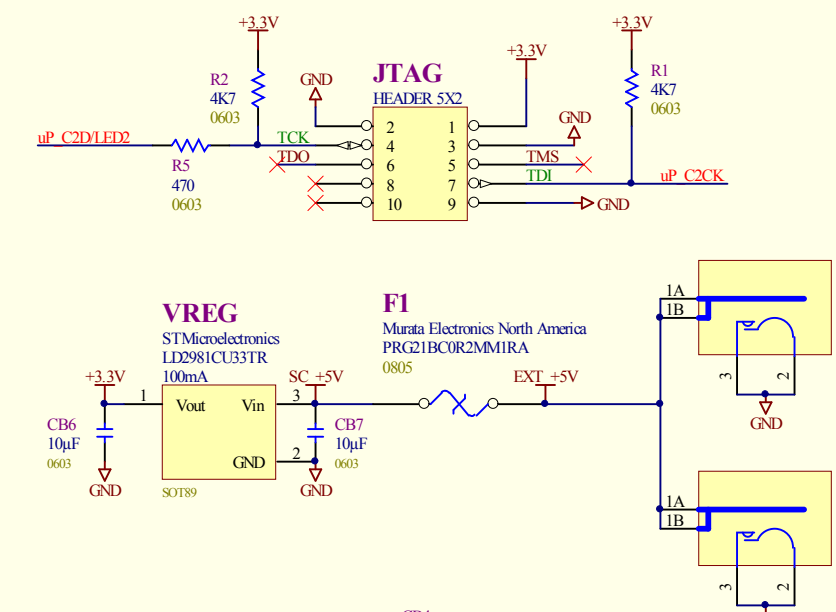 +3.3V
+3.3V
+3.3V
R2
4K7
0603
GND
JTAG
HEADER 5X2
R1
4K7
0603
GND
uP_C2D/LED2
TCK
2
1
4
3
TDO
6
5
TMS
R5
470
0603
8
7
TDI
uP_C2CK
10
9
GND
VREG
STMicroelectronics
LD2981CU33TR
100mA
F1
Murata Electronics North America
PRG21BC0R2MM1RA
0805
1A
1B
3
2
GND
+3.3V
SC_+5V
EXT_+5V
1
Vout
Vin
3
CB6
10µF
0603
CB7
10µF
0603
GND
2
GND
SOT89
GND
1A
1B
3
2